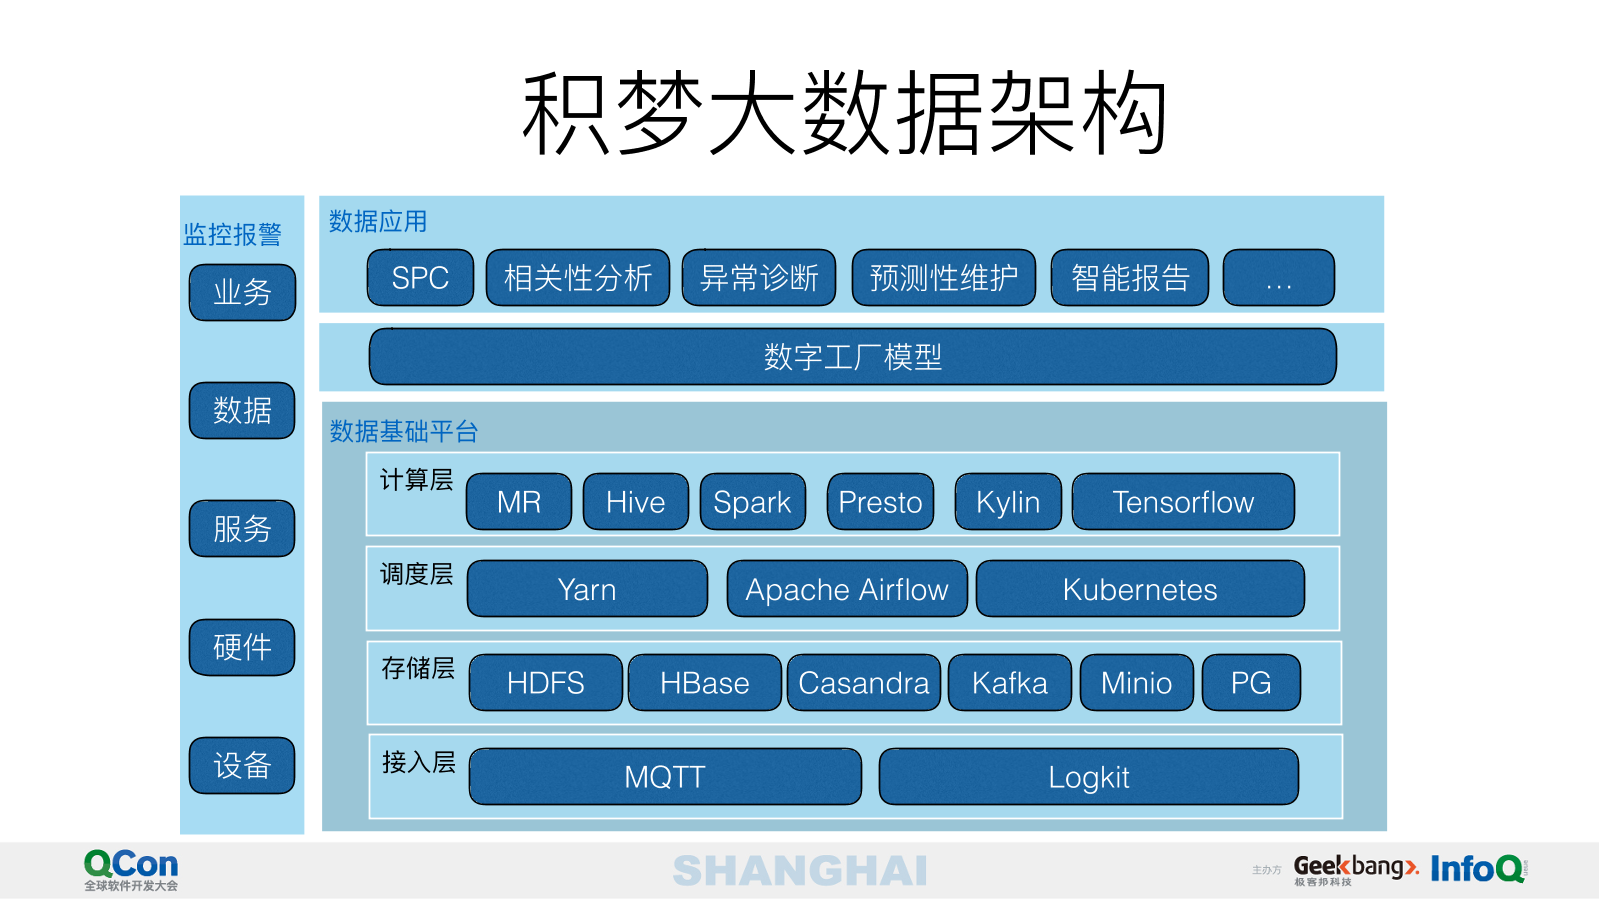 积梦大数据架构
监控报警
业务
数据
服务
硬件
设备
数据应用
SPC 相关性分析 异常诊断 预测性维护 智能报告 ...
数字工厂模型
数据基础平台
计算层 MR Hive Spark Presto Kylin Tensorflow
调度层 Yarn Apache Airflow Kubernetes
存储层 HDFS HBase Casandra Kafka Minio PG
接入层 MQTT Logkit
QCon
全球软件开发大会
SHANGHAI
主办方 Geekbang>. InfoQ
极客邦科技